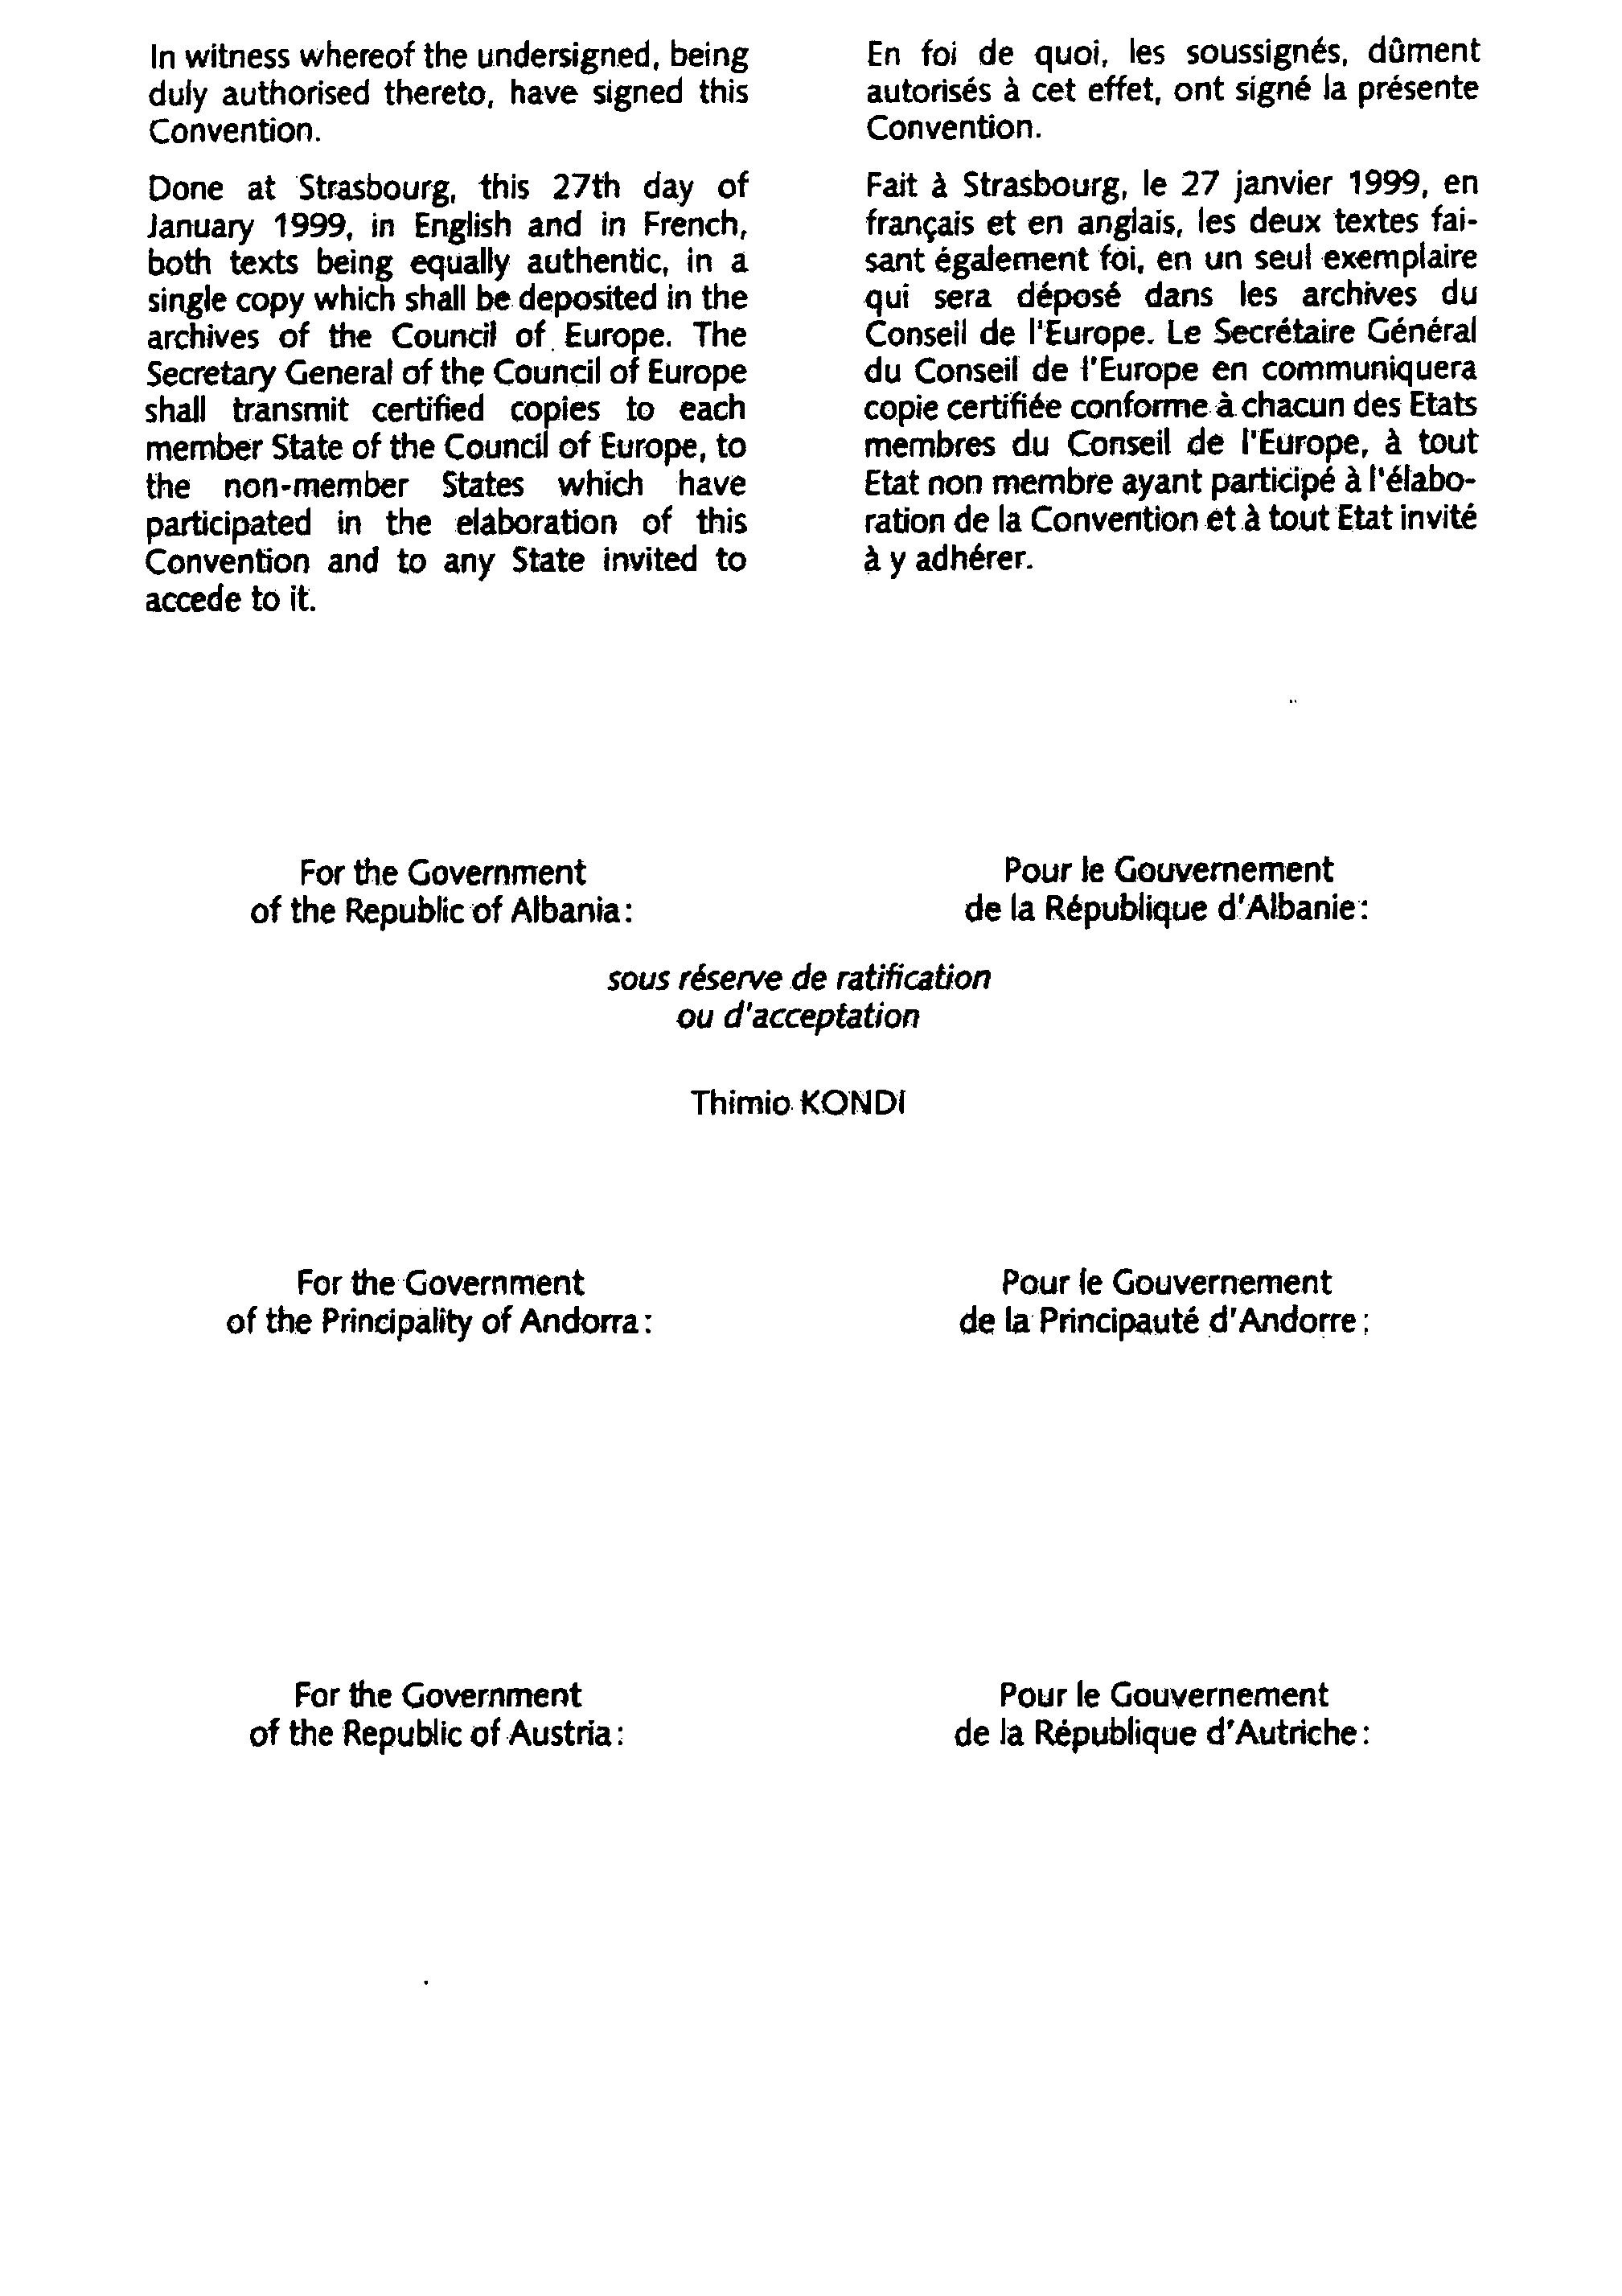 In witness whereof the undersigned, being
duly authorised thereto, have signed this
Convention.
Done at Strasbourg, this 27th day of
January 1999, in English and in French,
both texts being equally authentic, in a
single copy which shall be deposited in the
archives of the Council of Europe. The
Secretary General of the Council of Europe
shall transmit certified copies to each
member State of the Council of Europe, to
the non-member States which have
participated in the elaboration of this
Convention and to any State invited to
accede to it.
En foi de quoi, les soussignés, dûment
autorisés à cet effet, ont signé la présente
Convention.
Fait à Strasbourg, le 27 janvier 1999, en
français et en anglais, les deux textes fai-
sant également foi, en un seul exemplaire
qui sera déposé dans les archives du
Conseil de l'Europe. Le Secrétaire Général
du Conseil de l'Europe en communiquera
copie certifiée conforme à chacun des Etats
membres du Conseil de l'Europe, à tout
Etat non membre ayant participé à l'élabo-
ration de la Convention et à tout Etat invité
à y adhérer.
For the Government
of the Republic of Albania:
Pour le Gouvernement
de la République d'Albanie:
sous réserve de ratification
ou d'acceptation
Thimio KONDI
For the Government
of the Principality of Andorra:
Pour le Gouvernement
de la Principauté d'Andorre:
For the Government
of the Republic of Austria:
Pour le Gouvernement
de la République d'Autriche: